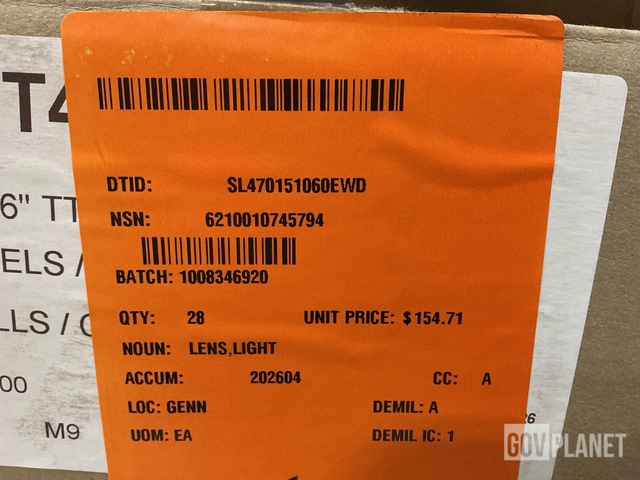 T4
6" TT
ELS /
LLS / C
00
M9
DTID: SL470151060EWD
NSN: 6210010745794
BATCH: 1008346920
QTY: 28 UNIT PRICE: $154.71
NOUN: LENS,LIGHT
ACCUM: 202604 CC: A
LOC: GENN DEMIL: A
UOM: EA DEMIL IC: 1
26
GOVPLANET